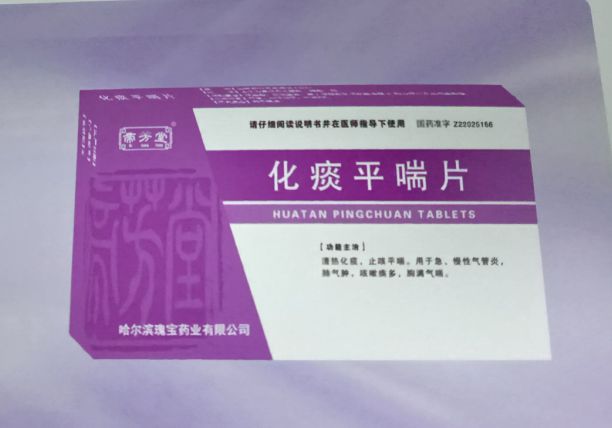 化痰平喘片
请仔细阅读说明书并在医师指导下使用 国药准字 Z22025166
化痰平喘片
HUATAN PINGCHUAN TABLETS
[功能主治]
清热化痰，止咳平喘。用于急、慢性气管炎，
肺气肿，咳嗽痰多，胸满气喘。
哈尔滨瑰宝药业有限公司